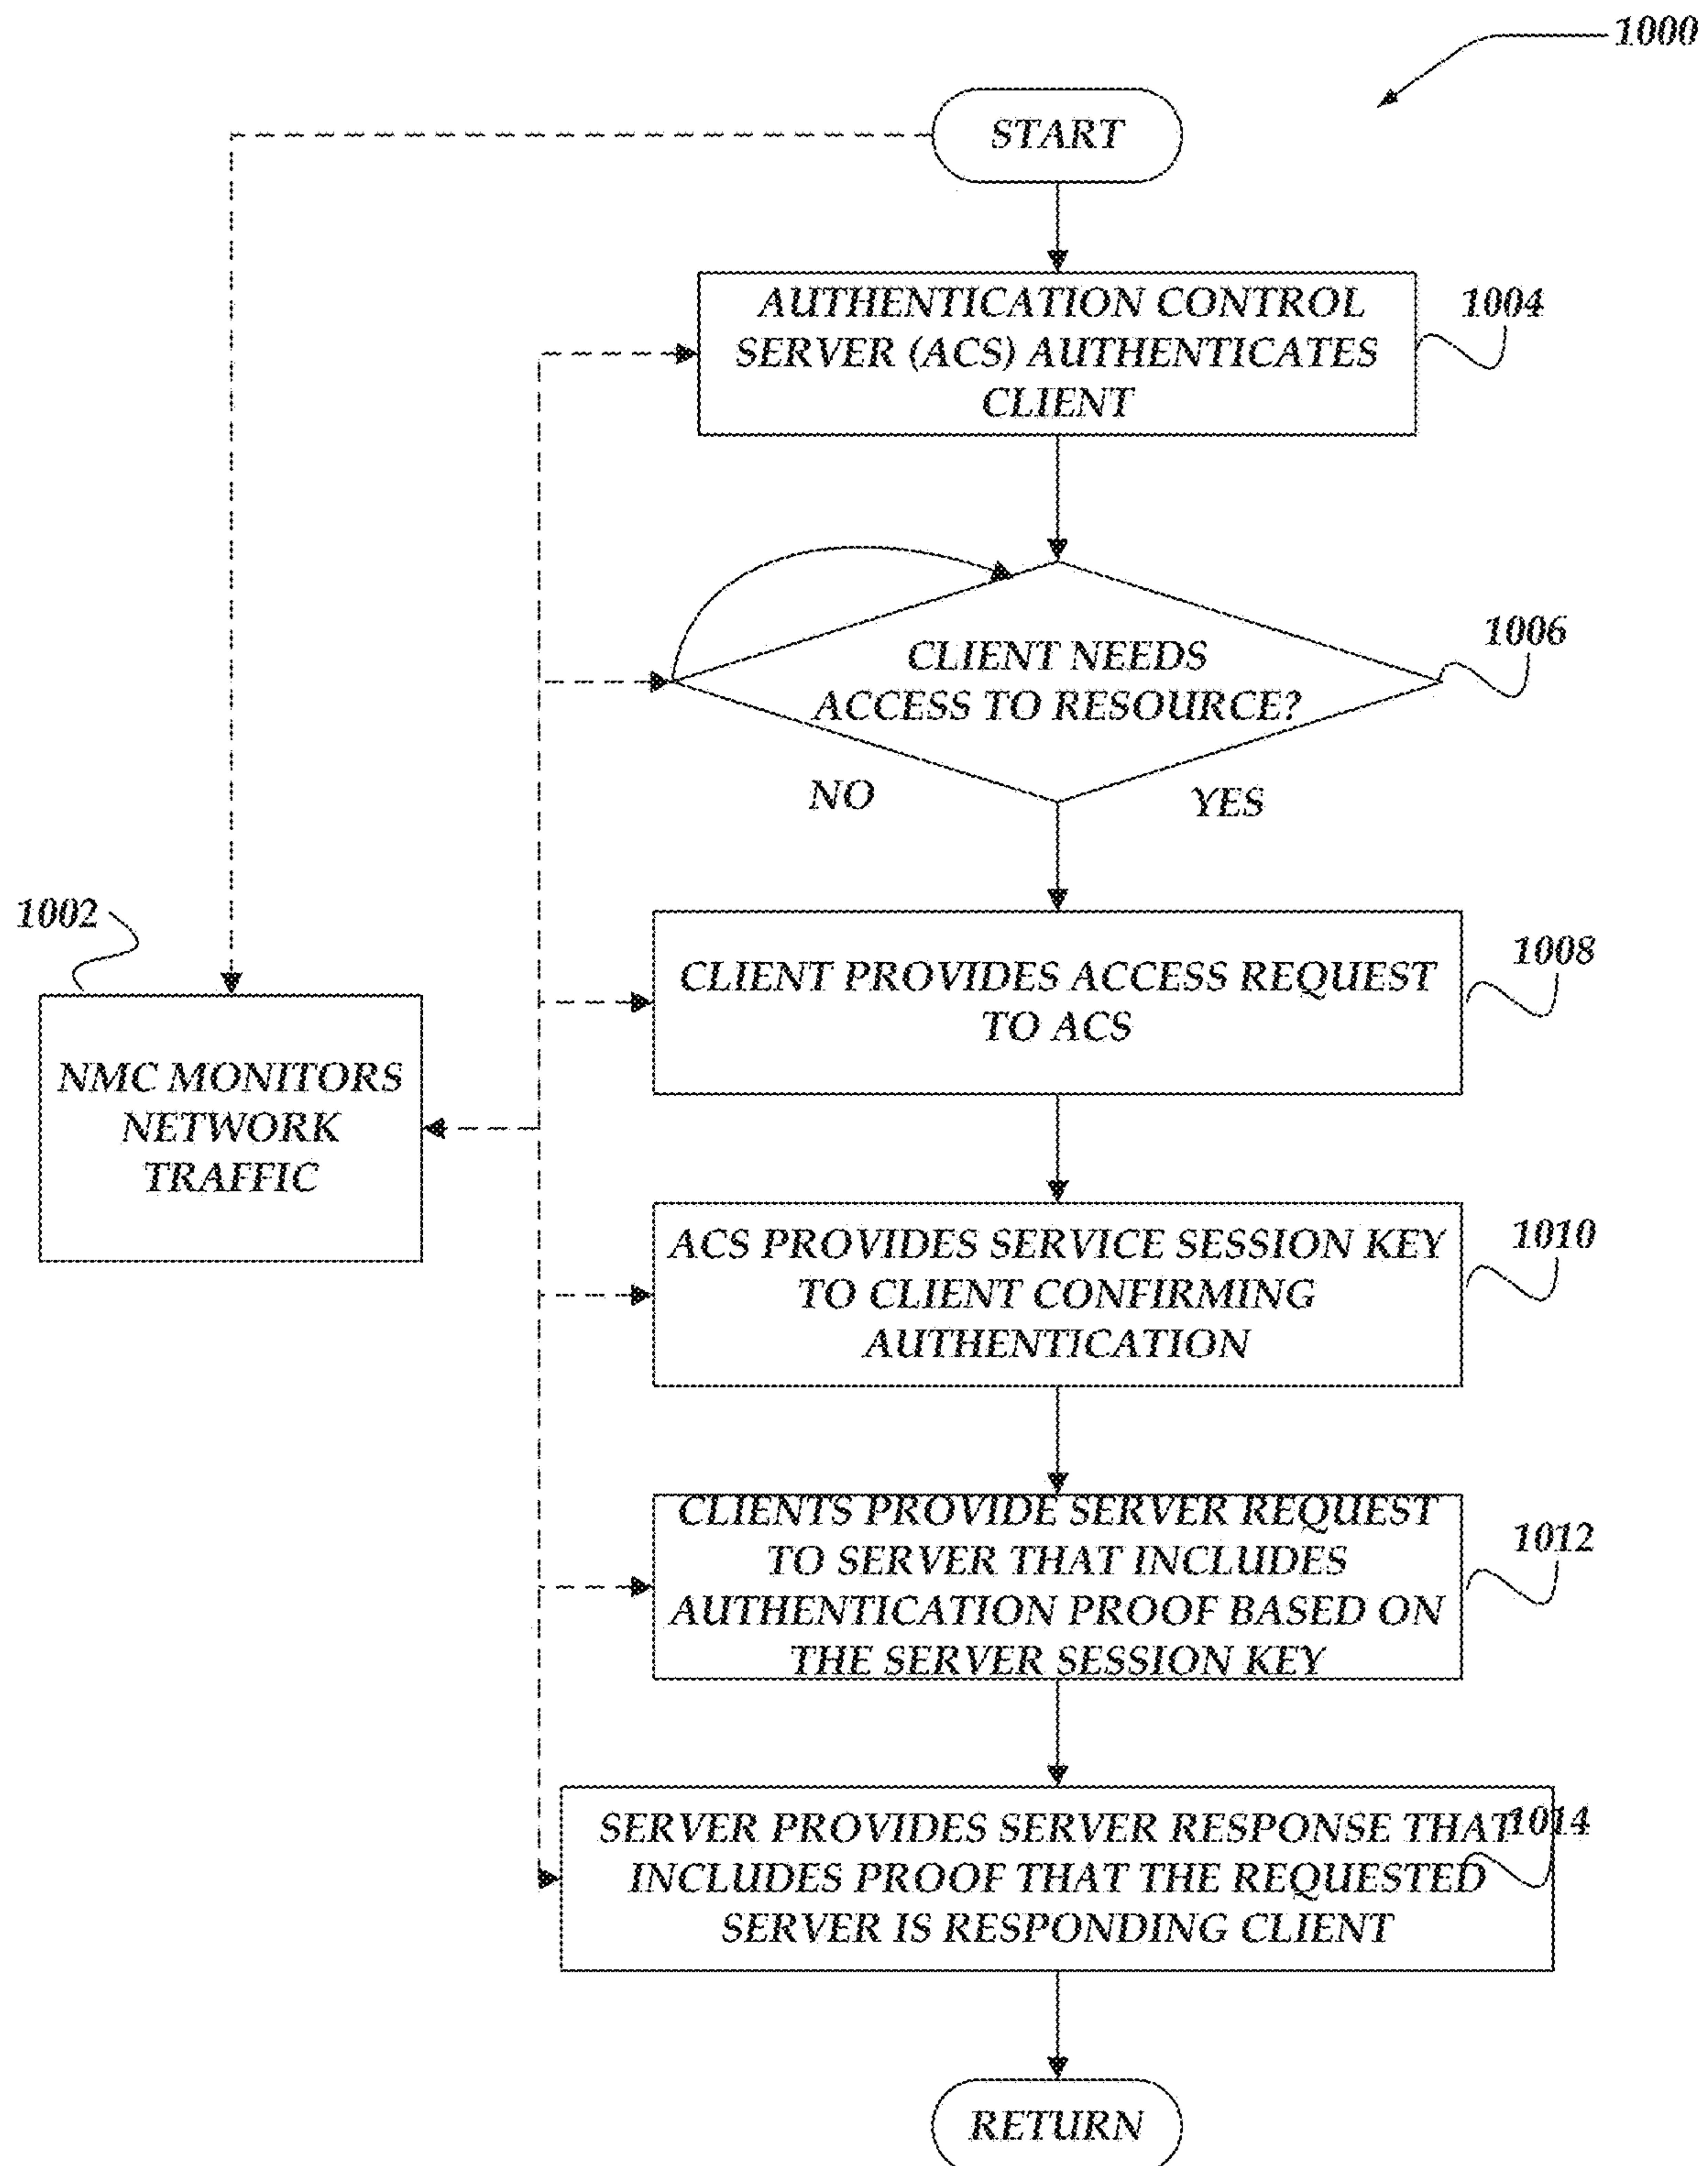 1000
START
AUTHENTICATION CONTROL
SERVER (ACS) AUTHENTICATES
CLIENT
1004
CLIENT NEEDS
ACCESS TO RESOURCE?
1006
NO
YES
1002
NMC MONITORS
NETWORK
TRAFFIC
CLIENT PROVIDES ACCESS REQUEST
TO ACS
1008
ACS PROVIDES SERVICE SESSION KEY
TO CLIENT CONFIRMING
AUTHENTICATION
1010
CLIENTS PROVIDE SERVER REQUEST
TO SERVER THAT INCLUDES
AUTHENTICATION PROOF BASED ON
THE SERVER SESSION KEY
1012
SERVER PROVIDES SERVER RESPONSE THAT
INCLUDES PROOF THAT THE REQUESTED
SERVER IS RESPONDING CLIENT
1014
RETURN